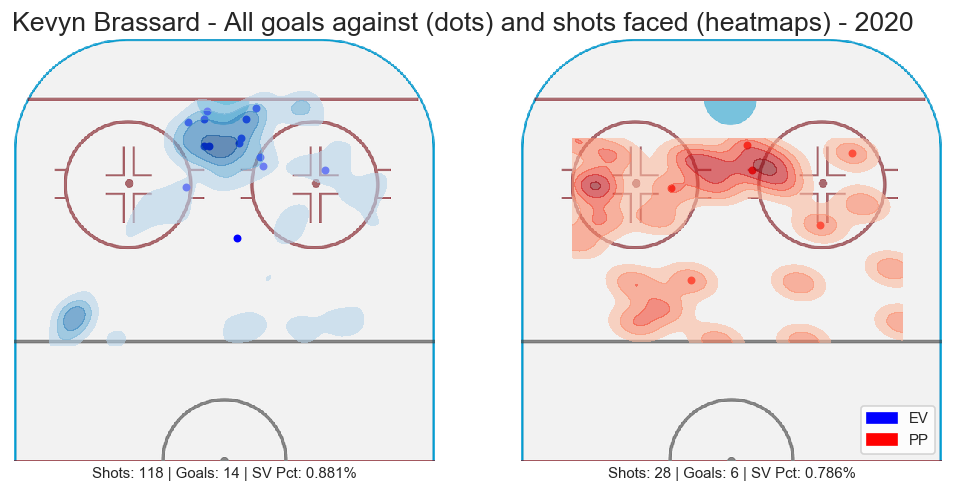 Kevyn Brassard - All goals against (dots) and shots faced (heatmaps) - 2020
EV
PP
Shots: 118 | Goals: 14 | SV Pct: 0.881%
Shots: 28 | Goals: 6 | SV Pct: 0.786%